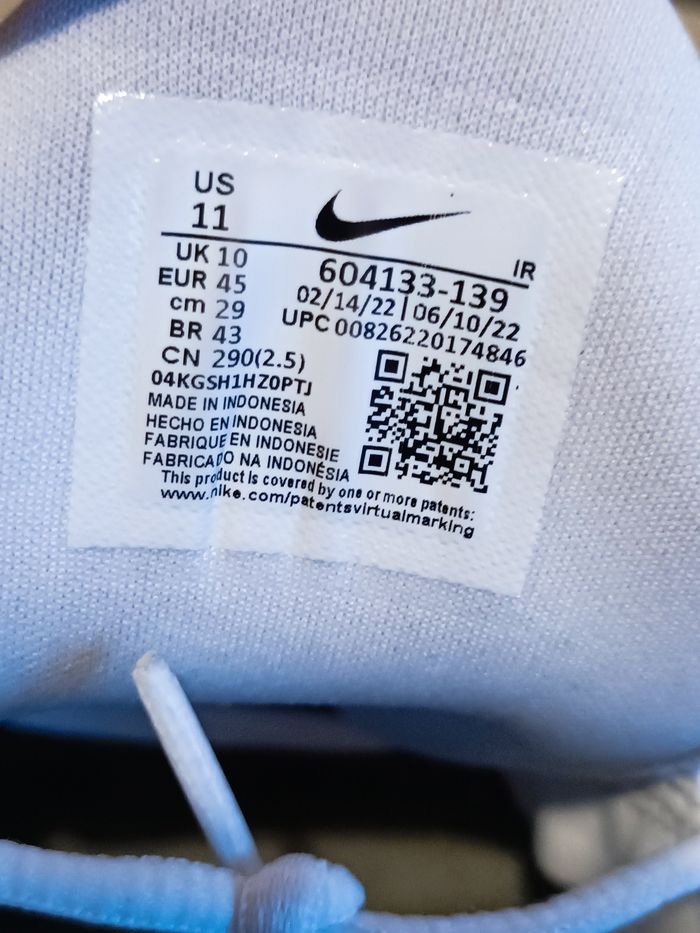 US
11
UK 10
EUR 45
cm 29
BR 43
CN 290(2.5)
IR
604133-139
02/14/22 | 06/10/22
UPC 00826220174846
04KGSH1HZ0PTJ
MADE IN INDONESIA
HECHO EN INDONESIA
FABRIQUE EN INDONESIE
FABRICADO NA INDONÉSIA
This product is covered by one or more patents:
www.nike.com/patentsvirtualmarking